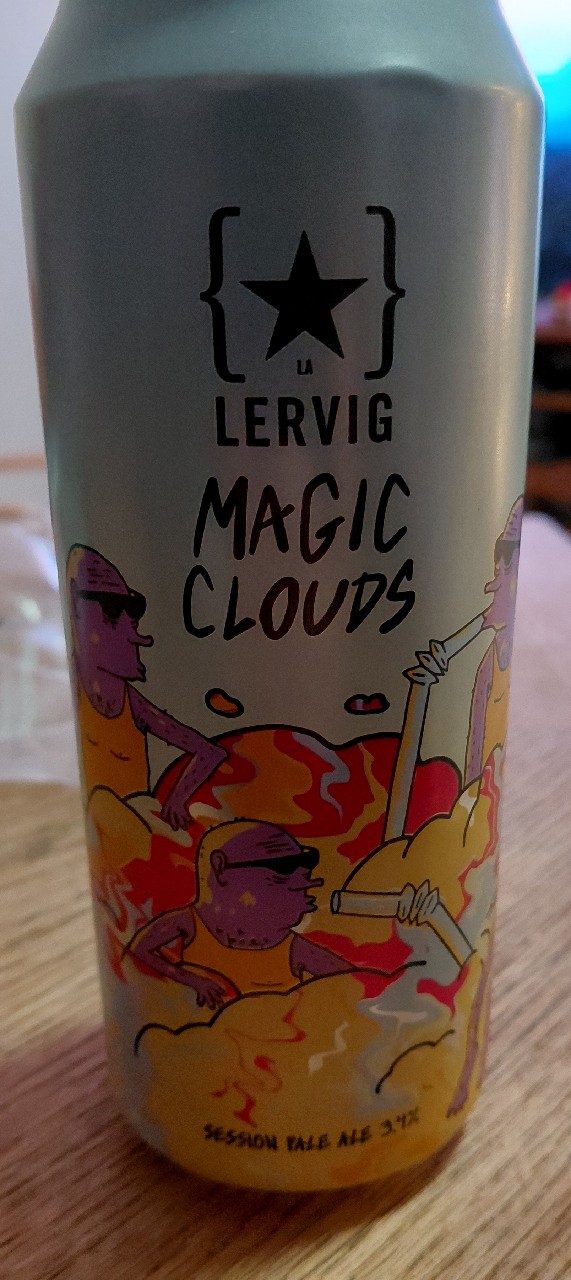 LA
LERVIG
MAGIC
CLOUDS
SESSION PALE ALE 3.4%